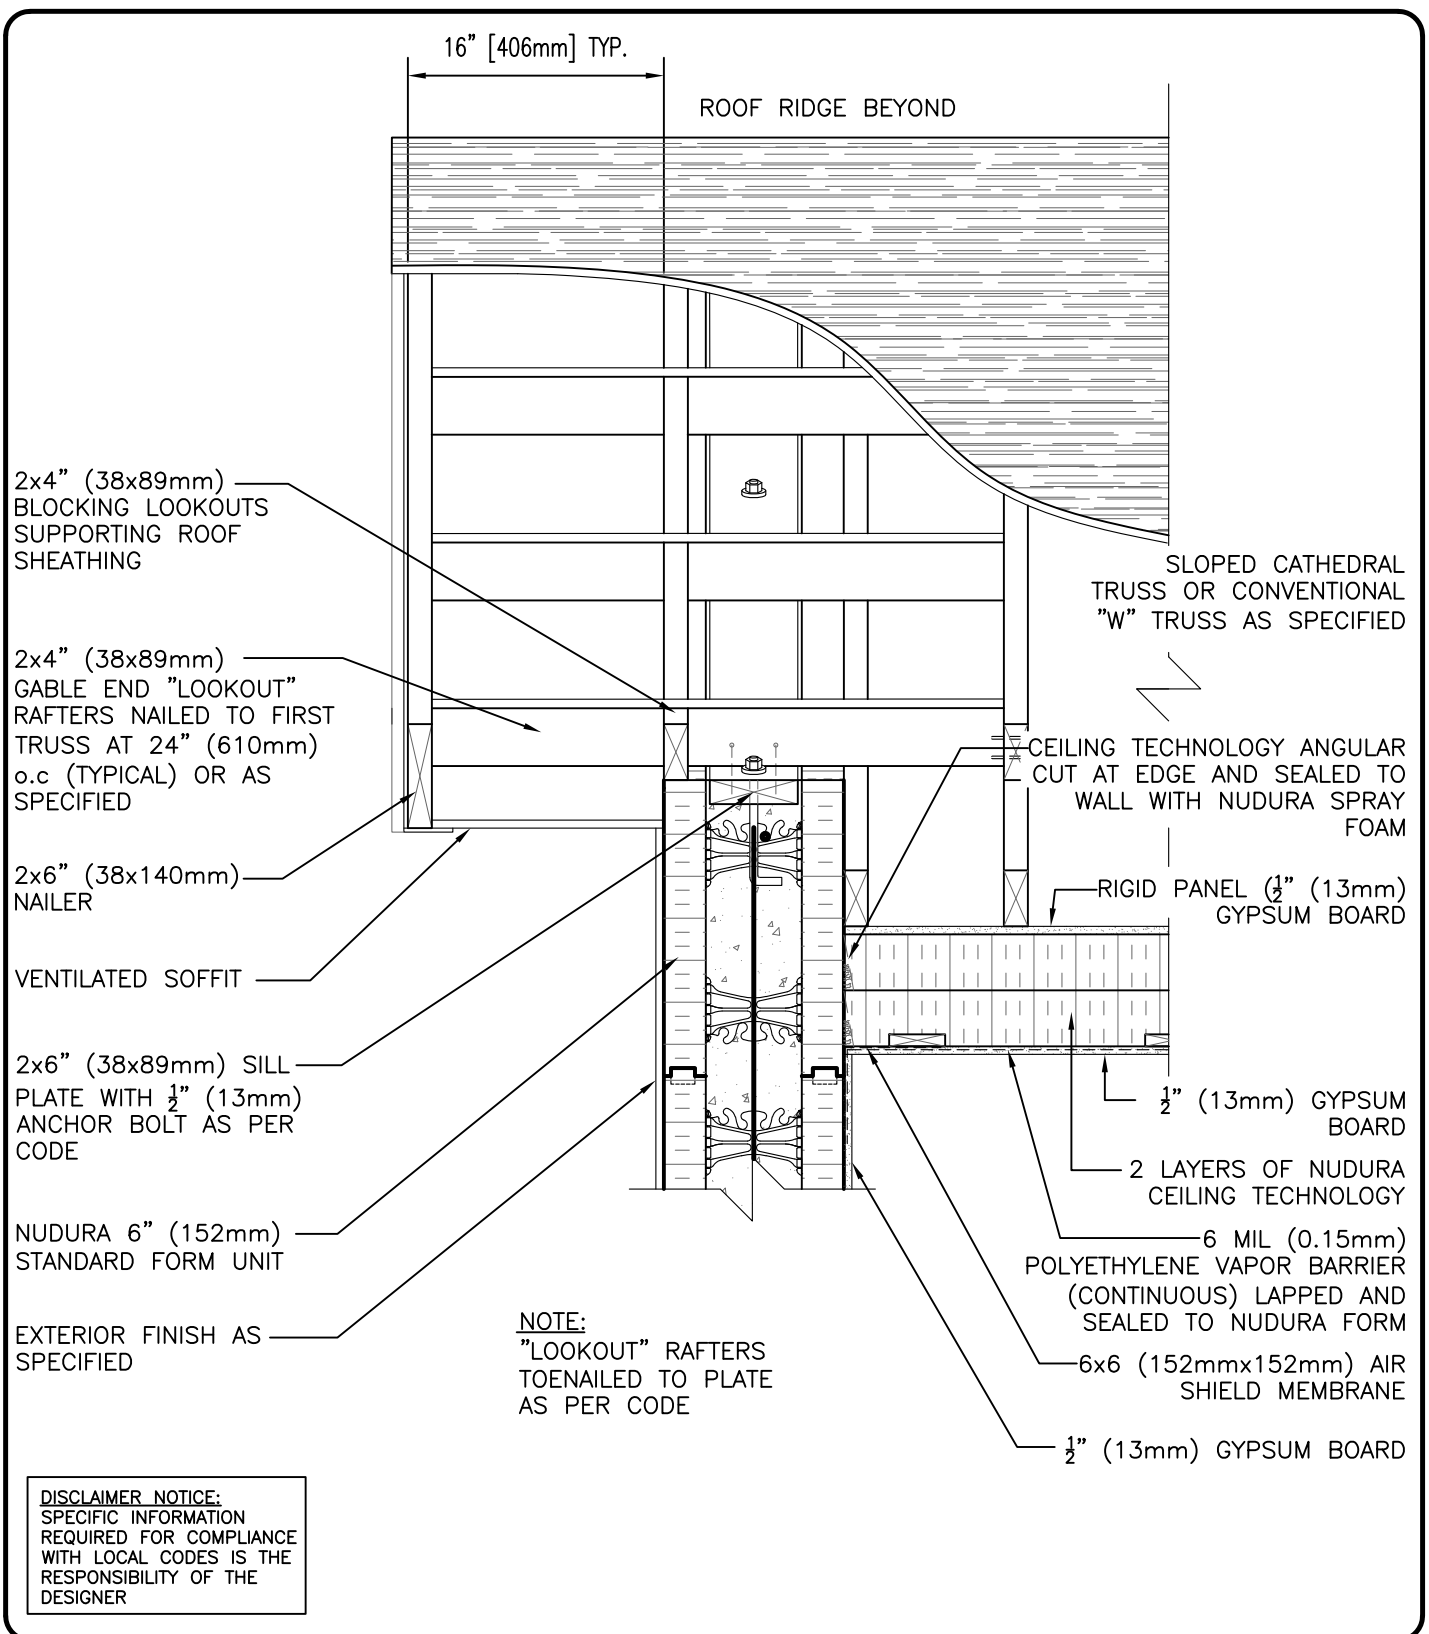 16” [406mm] TYP.
ROOF RIDGE BEYOND
2x4” (38x89mm)
BLOCKING LOOKOUTS
SUPPORTING ROOF
SHEATHING
2x4” (38x89mm)
GABLE END ”LOOKOUT”
RAFTERS NAILED TO FIRST
TRUSS AT 24” (610mm)
o.c (TYPICAL) OR AS
SPECIFIED
2x6” (38x140mm)
NAILER
VENTILATED SOFFIT
2x6” (38x89mm) SILL
PLATE WITH ½” (13mm)
ANCHOR BOLT AS PER
CODE
NUDURA 6” (152mm)
STANDARD FORM UNIT
EXTERIOR FINISH AS
SPECIFIED
NOTE:
”LOOKOUT” RAFTERS
TOENAILED TO PLATE
AS PER CODE
SLOPED CATHEDRAL
TRUSS OR CONVENTIONAL
”W” TRUSS AS SPECIFIED
CEILING TECHNOLOGY ANGULAR
CUT AT EDGE AND SEALED TO
WALL WITH NUDURA SPRAY
FOAM
RIGID PANEL (½” (13mm)
GYPSUM BOARD
½” (13mm) GYPSUM
BOARD
2 LAYERS OF NUDURA
CEILING TECHNOLOGY
6 MIL (0.15mm)
POLYETHYLENE VAPOR BARRIER
(CONTINUOUS) LAPPED AND
SEALED TO NUDURA FORM
6x6 (152mmx152mm) AIR
SHIELD MEMBRANE
½” (13mm) GYPSUM BOARD
DISCLAIMER NOTICE:
SPECIFIC INFORMATION
REQUIRED FOR COMPLIANCE
WITH LOCAL CODES IS THE
RESPONSIBILITY OF THE
DESIGNER